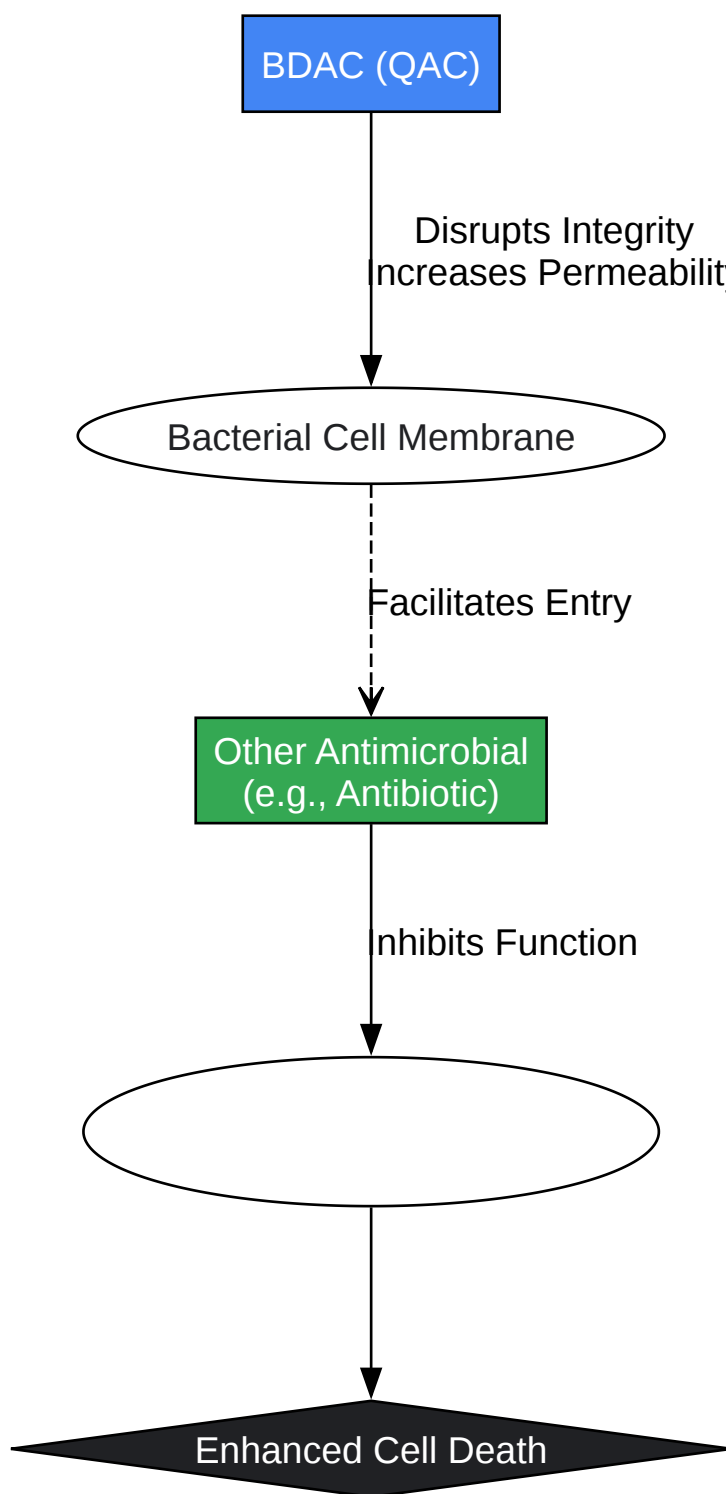 BDAC (QAC)
Disrupts Integrity
Increases Permeability
Bacterial Cell Membrane
Facilitates Entry
Other Antimicrobial
(e.g., Antibiotic)
Inhibits Function
Enhanced Cell Death